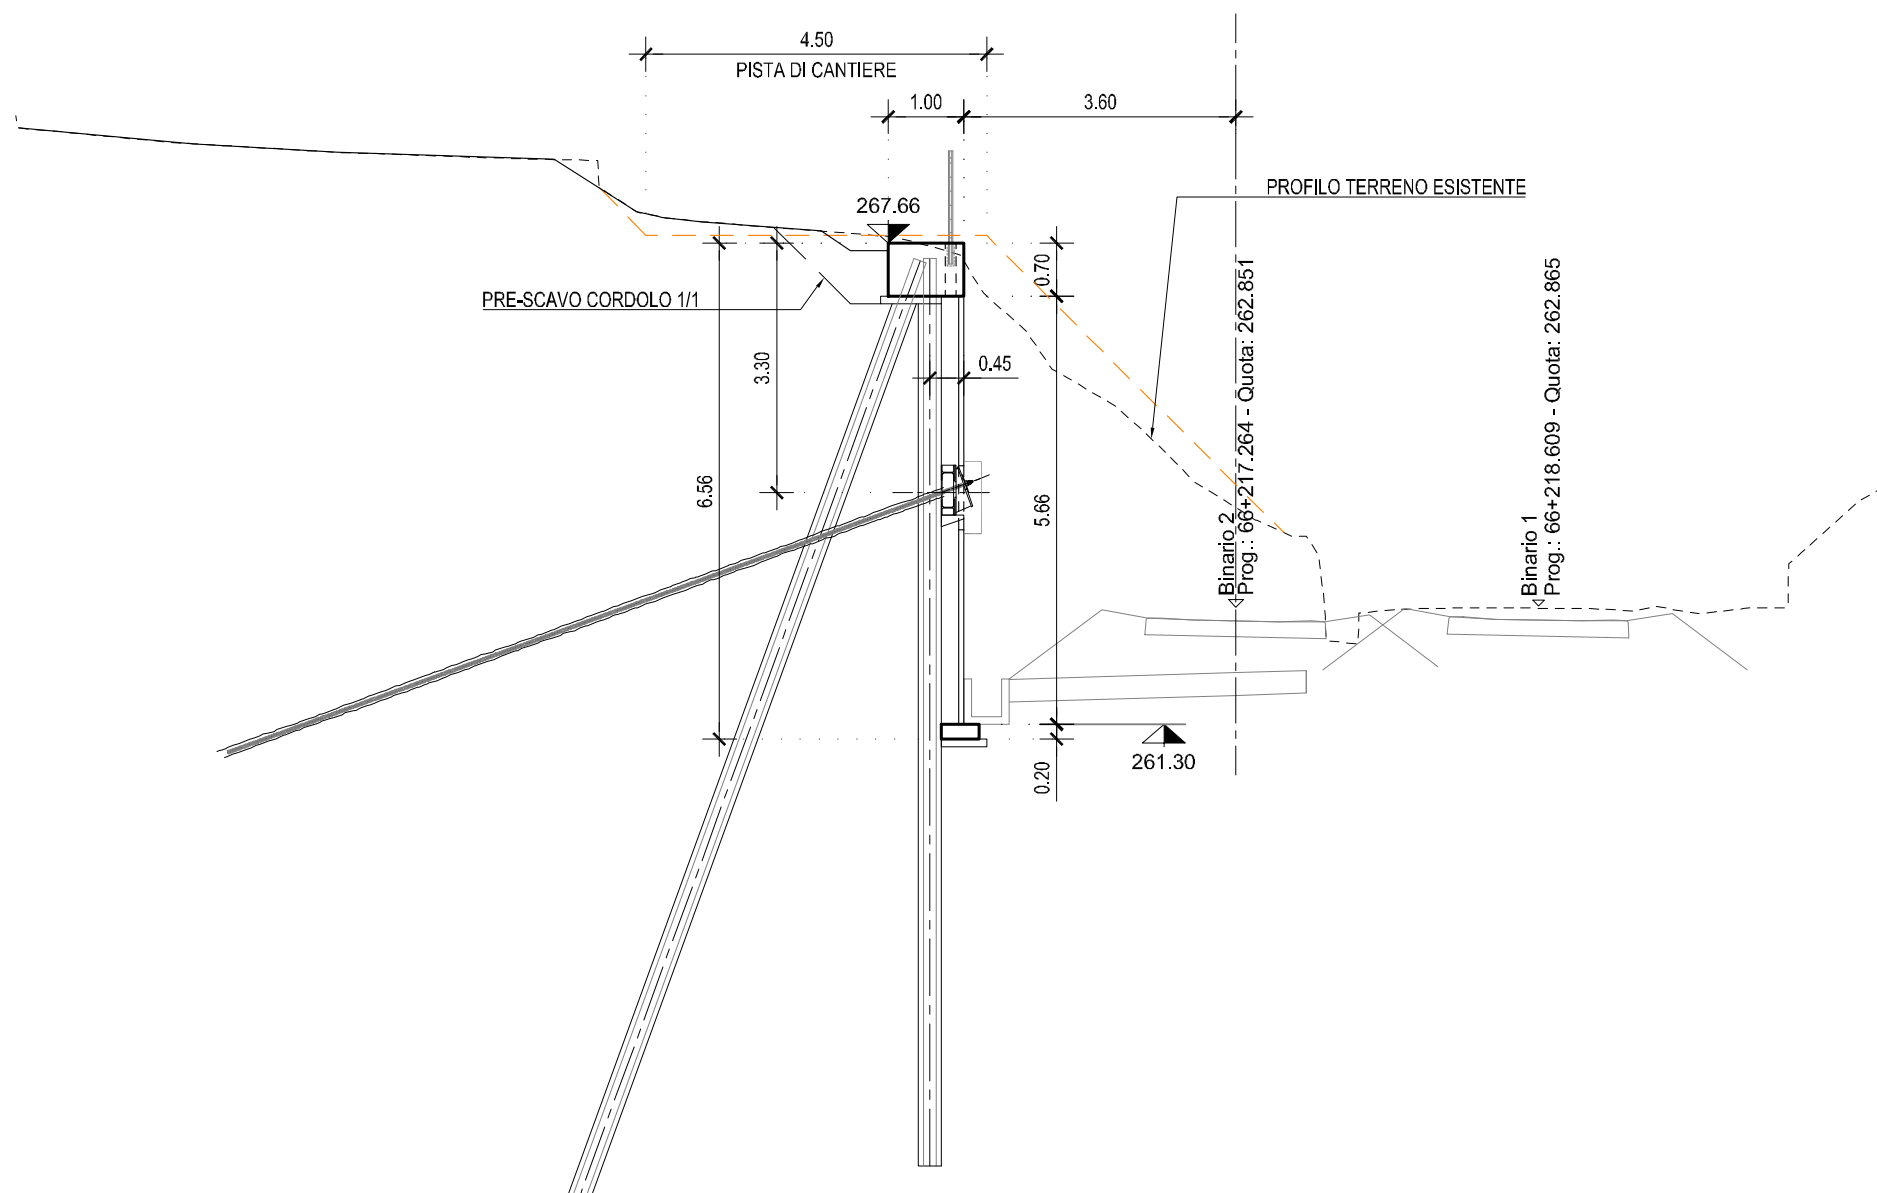 4.50
PISTA DI CANTIERE
1.00
3.60
PROFILO TERRENO ESISTENTE
267.66
0.70
PRE-SCAVO CORDOLO 1/1
3.30
0.45
6.56
5.66
Binario 2
Prog.: 66+217.264 - Quota: 262.851
Binario 1
Prog.: 66+218.609 - Quota: 262.865
261.30
0.20